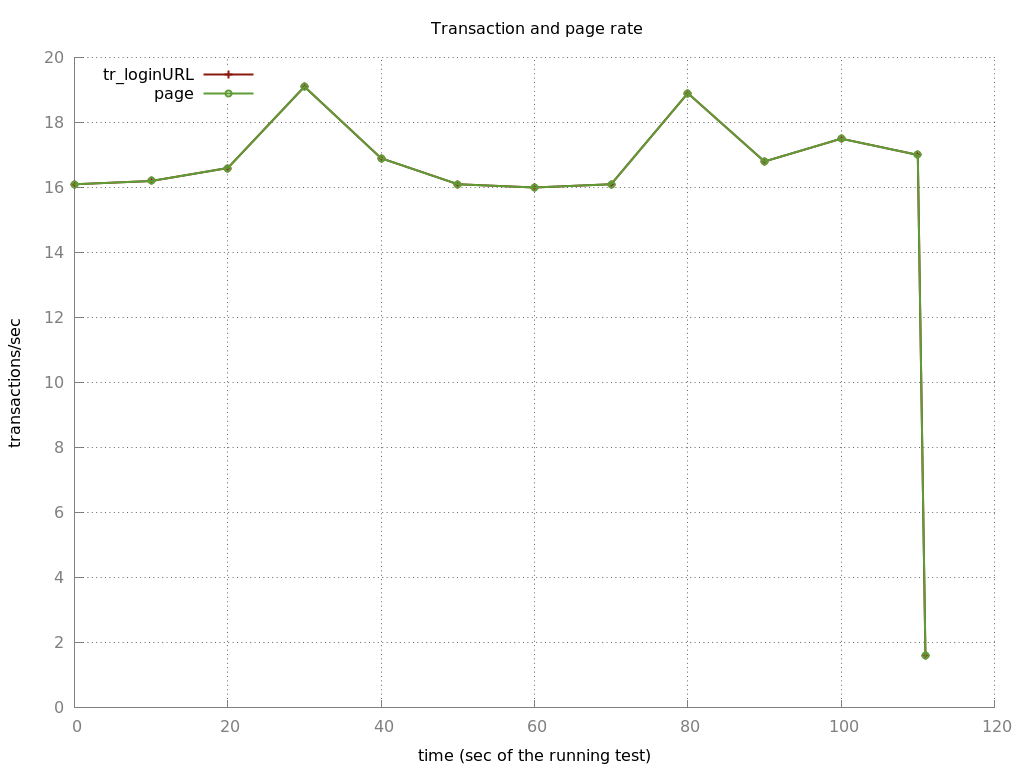 Transaction and page rate
20
18
16
14
12
10
8
6
4
2
0
tr_loginURL
page
transactions/sec
0 20 40 60 80 100 120
time (sec of the running test)